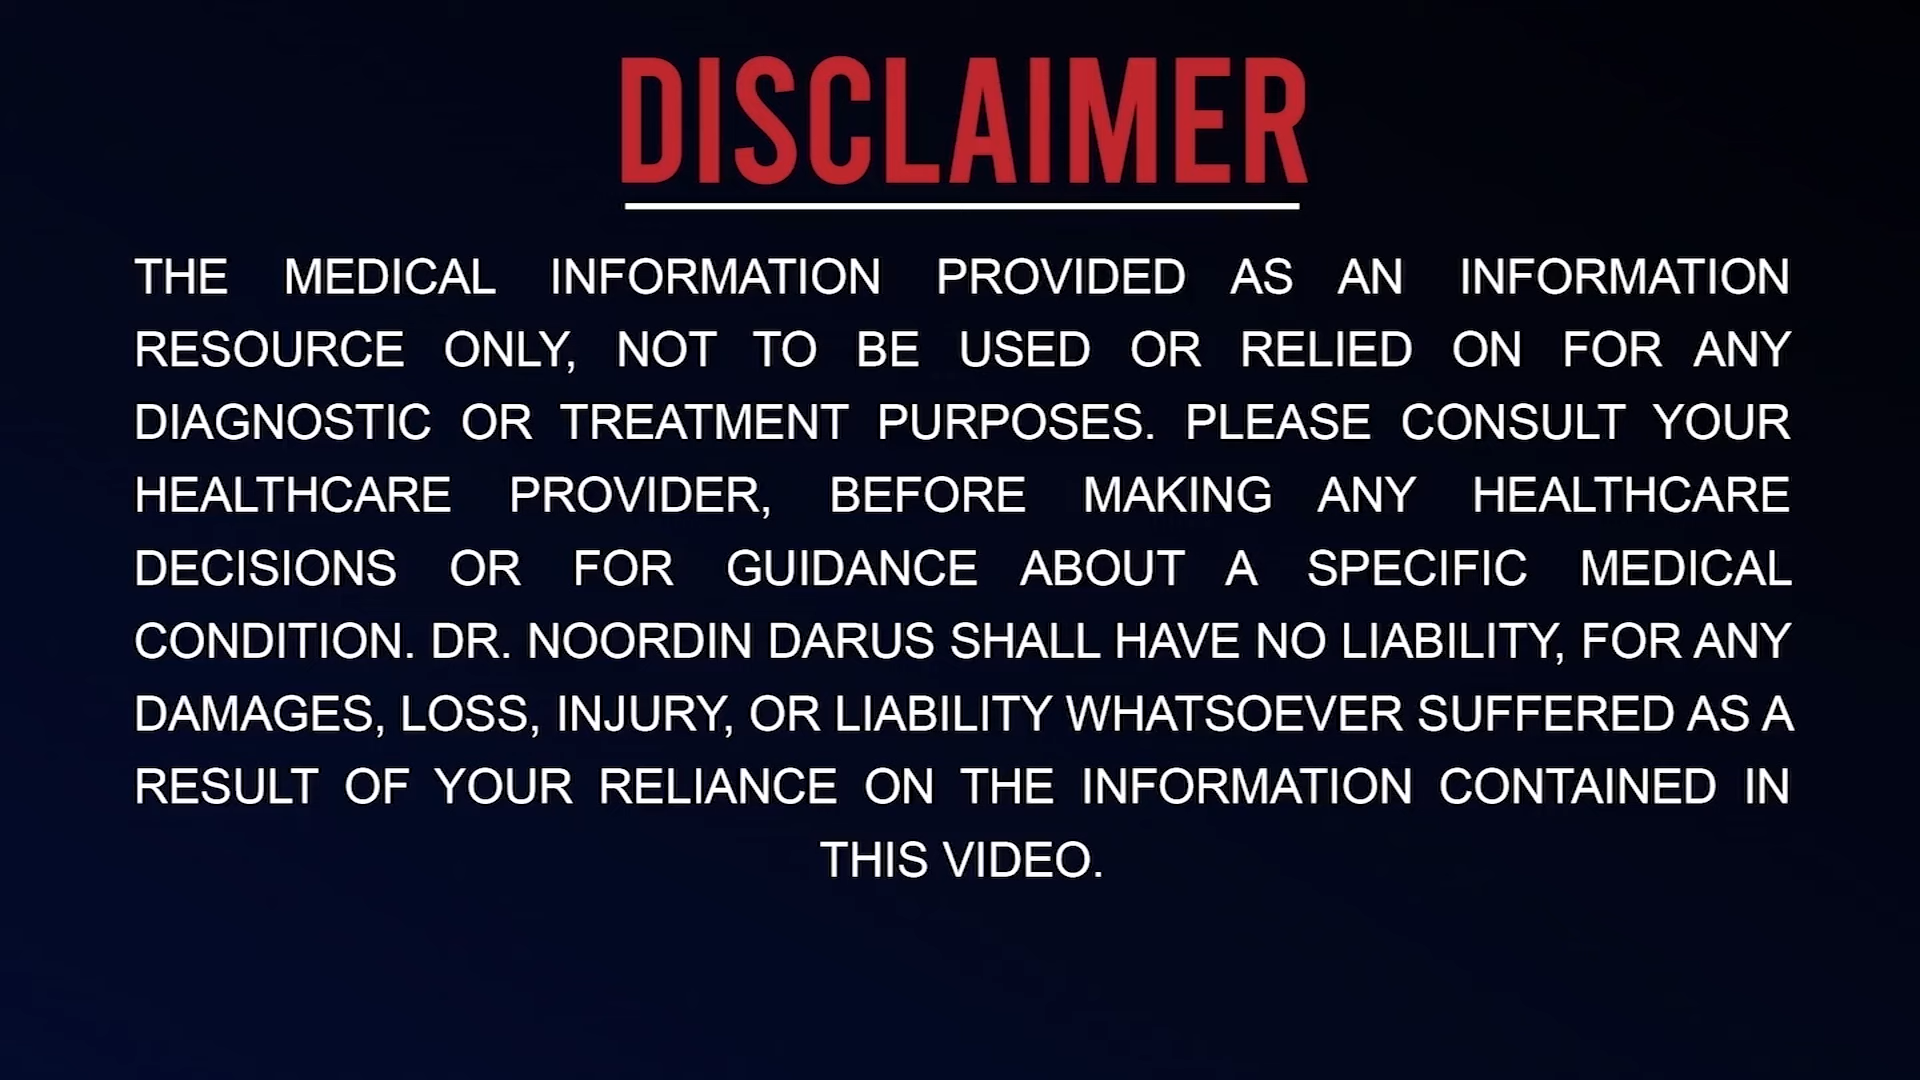 DISCLAIMER
THE MEDICAL INFORMATION PROVIDED AS AN INFORMATION
RESOURCE ONLY, NOT TO BE USED OR RELIED ON FOR ANY
DIAGNOSTIC OR TREATMENT PURPOSES. PLEASE CONSULT YOUR
HEALTHCARE PROVIDER, BEFORE MAKING ANY HEALTHCARE
DECISIONS OR FOR GUIDANCE ABOUT A SPECIFIC MEDICAL
CONDITION. DR. NOORDIN DARUS SHALL HAVE NO LIABILITY, FOR ANY
DAMAGES, LOSS, INJURY, OR LIABILITY WHATSOEVER SUFFERED AS A
RESULT OF YOUR RELIANCE ON THE INFORMATION CONTAINED IN
THIS VIDEO.